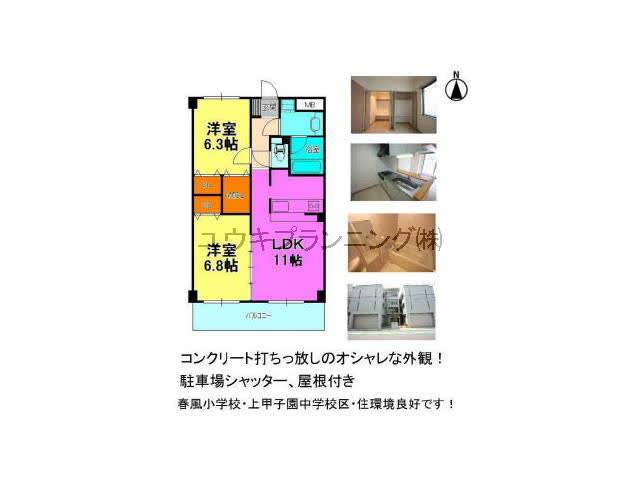 N
玄関
MB
洋室
6.3帖
浴室
洋室
6.8帖
LDK
11帖
ユウキプランニング㈱
バルコニー
コンクリート打ちっ放しのオシャレな外観！
駐車場シャッター、屋根付き
春風小学校・上甲子園中学校区・住環境良好です！